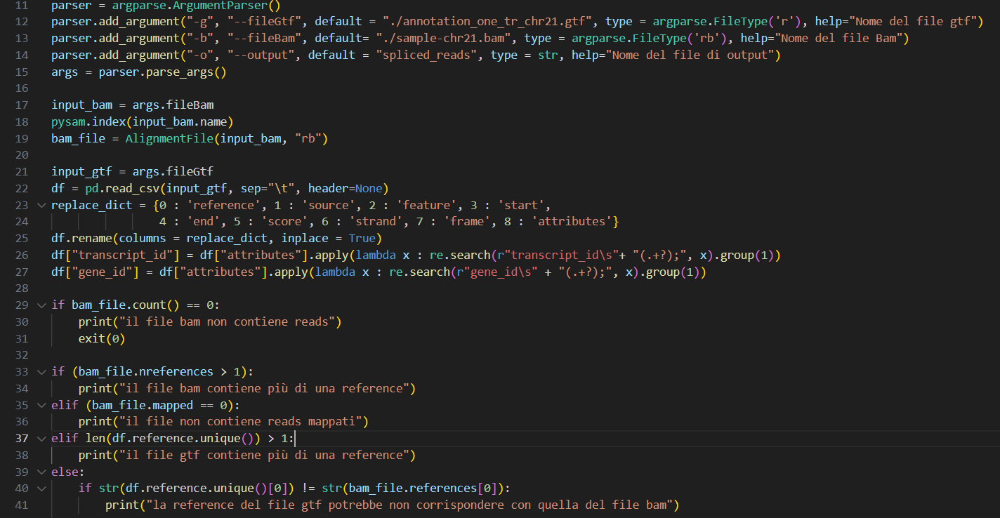 11 parser = argparse.ArgumentParser()
12 parser.add_argument("-g", "--fileGtf", default = "./annotation_one_tr_chr21.gtf", type = argparse.FileType('r'), help="Nome del file gtf")
13 parser.add_argument("-b", "--fileBam", default= "./sample-chr21.bam", type = argparse.FileType('rb'), help="Nome del file Bam")
14 parser.add_argument("-o", "--output", default = "spliced_reads", type = str, help="Nome del file di output")
15 args = parser.parse_args()
16
17 input_bam = args.fileBam
18 pysam.index(input_bam.name)
19 bam_file = AlignmentFile(input_bam, "rb")
20
21 input_gtf = args.fileGtf
22 df = pd.read_csv(input_gtf, sep="\t", header=None)
23 replace_dict = {0 : 'reference', 1 : 'source', 2 : 'feature', 3 : 'start',
24                 4 : 'end', 5 : 'score', 6 : 'strand', 7 : 'frame', 8 : 'attributes'}
25 df.rename(columns = replace_dict, inplace = True)
26 df["transcript_id"] = df["attributes"].apply(lambda x : re.search(r"transcript_id\s"+ "(.+?);", x).group(1))
27 df["gene_id"] = df["attributes"].apply(lambda x : re.search(r"gene_id\s" + "(.+?);", x).group(1))
28
29 if bam_file.count() == 0:
30     print("il file bam non contiene reads")
31     exit(0)
32
33 if (bam_file.nreferences > 1):
34     print("il file bam contiene più di una reference")
35 elif (bam_file.mapped == 0):
36     print("il file non contiene reads mappati")
37 elif len(df.reference.unique()) > 1:
38     print("il file gtf contiene più di una reference")
39 else:
40     if str(df.reference.unique()[0]) != str(bam_file.references[0]):
41         print("la reference del file gtf potrebbe non corrispondere con quella del file bam")